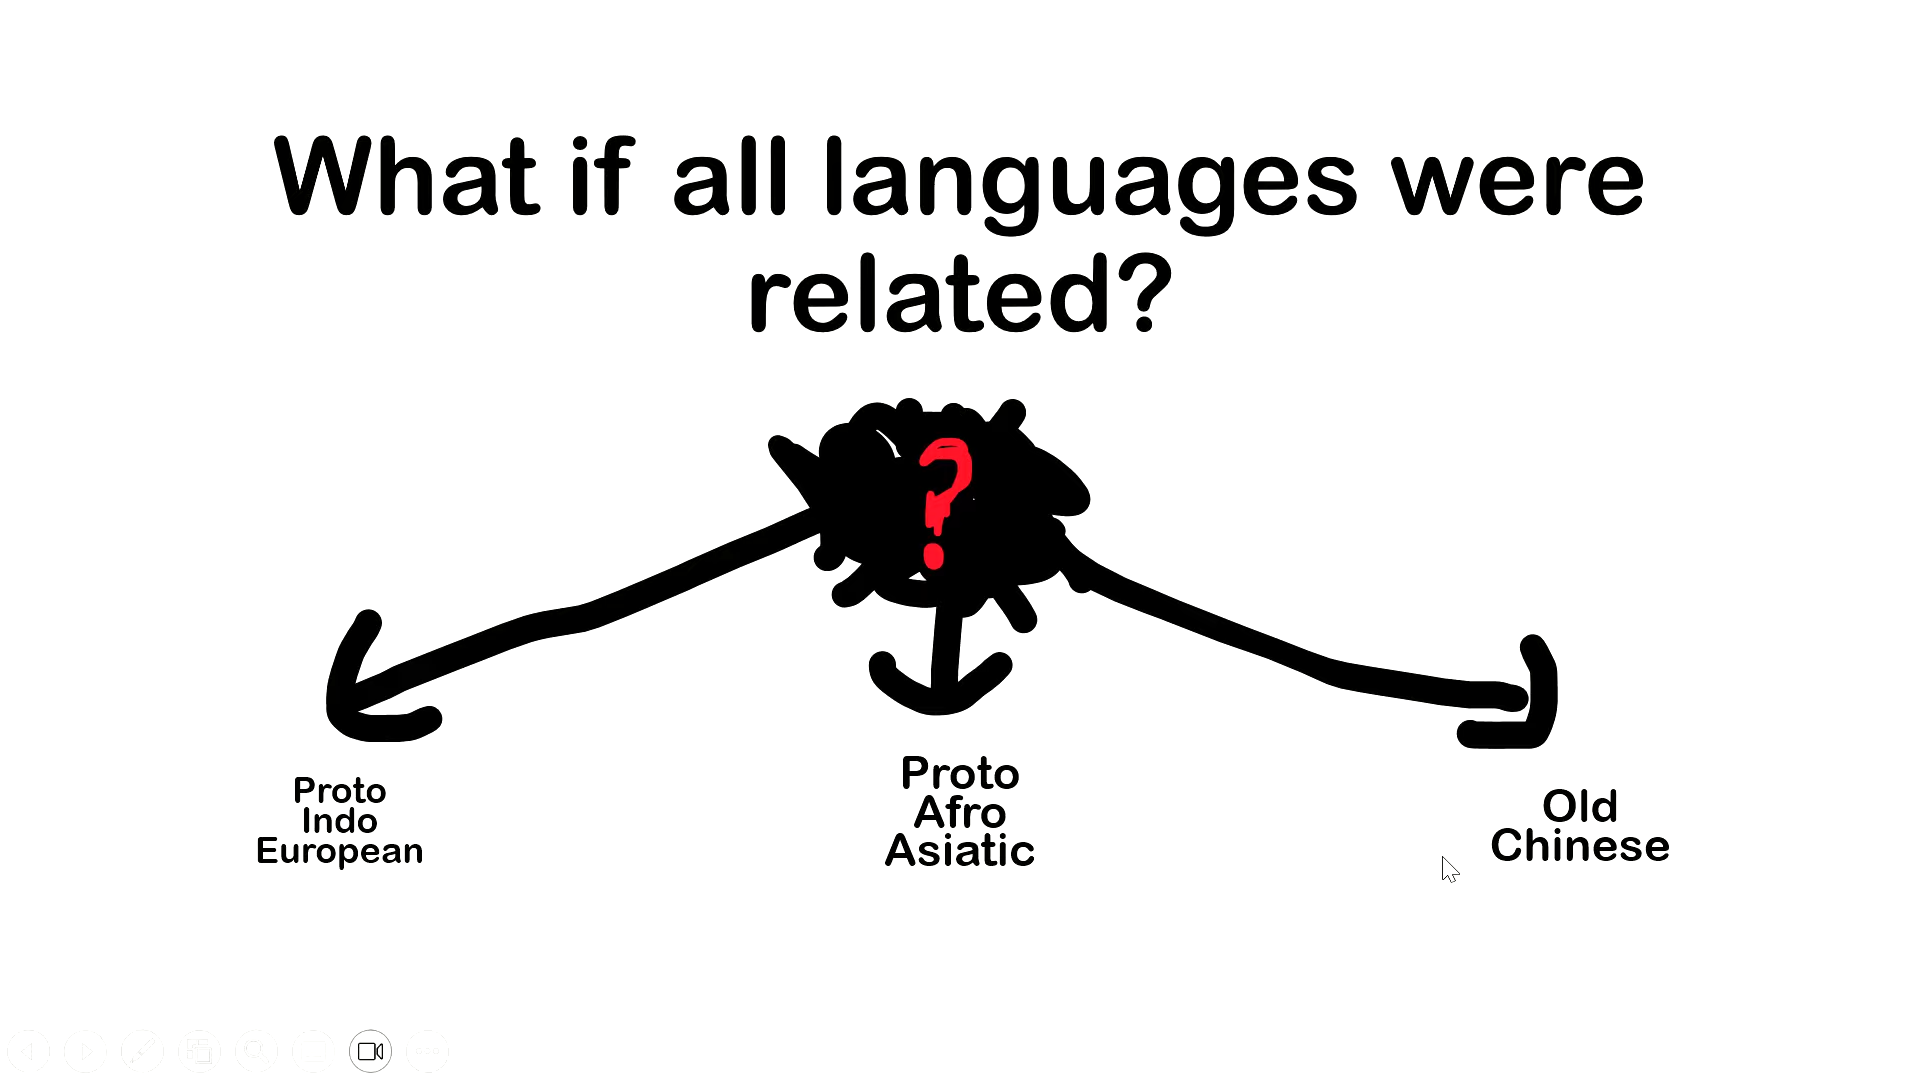 What if all languages were
related?
?
Proto
Indo
European
Proto
Afro
Asiatic
Old
Chinese